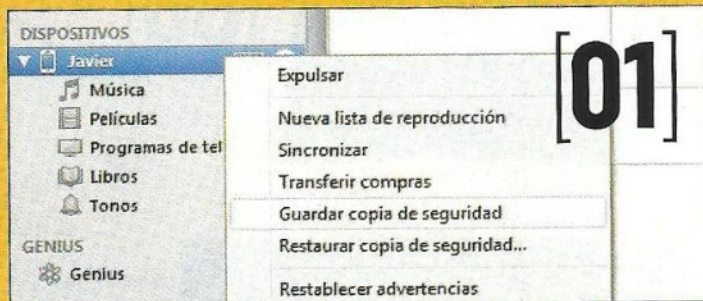 DISPOSITIVOS
Javier
Música
Películas
Programas de tel
Libros
Tonos
GENIUS
Genius
Expulsar
Nueva lista de reproducción
Sincronizar
Transferir compras
Guardar copia de seguridad
Restaurar copia de seguridad...
Restablecer advertencias
[01]